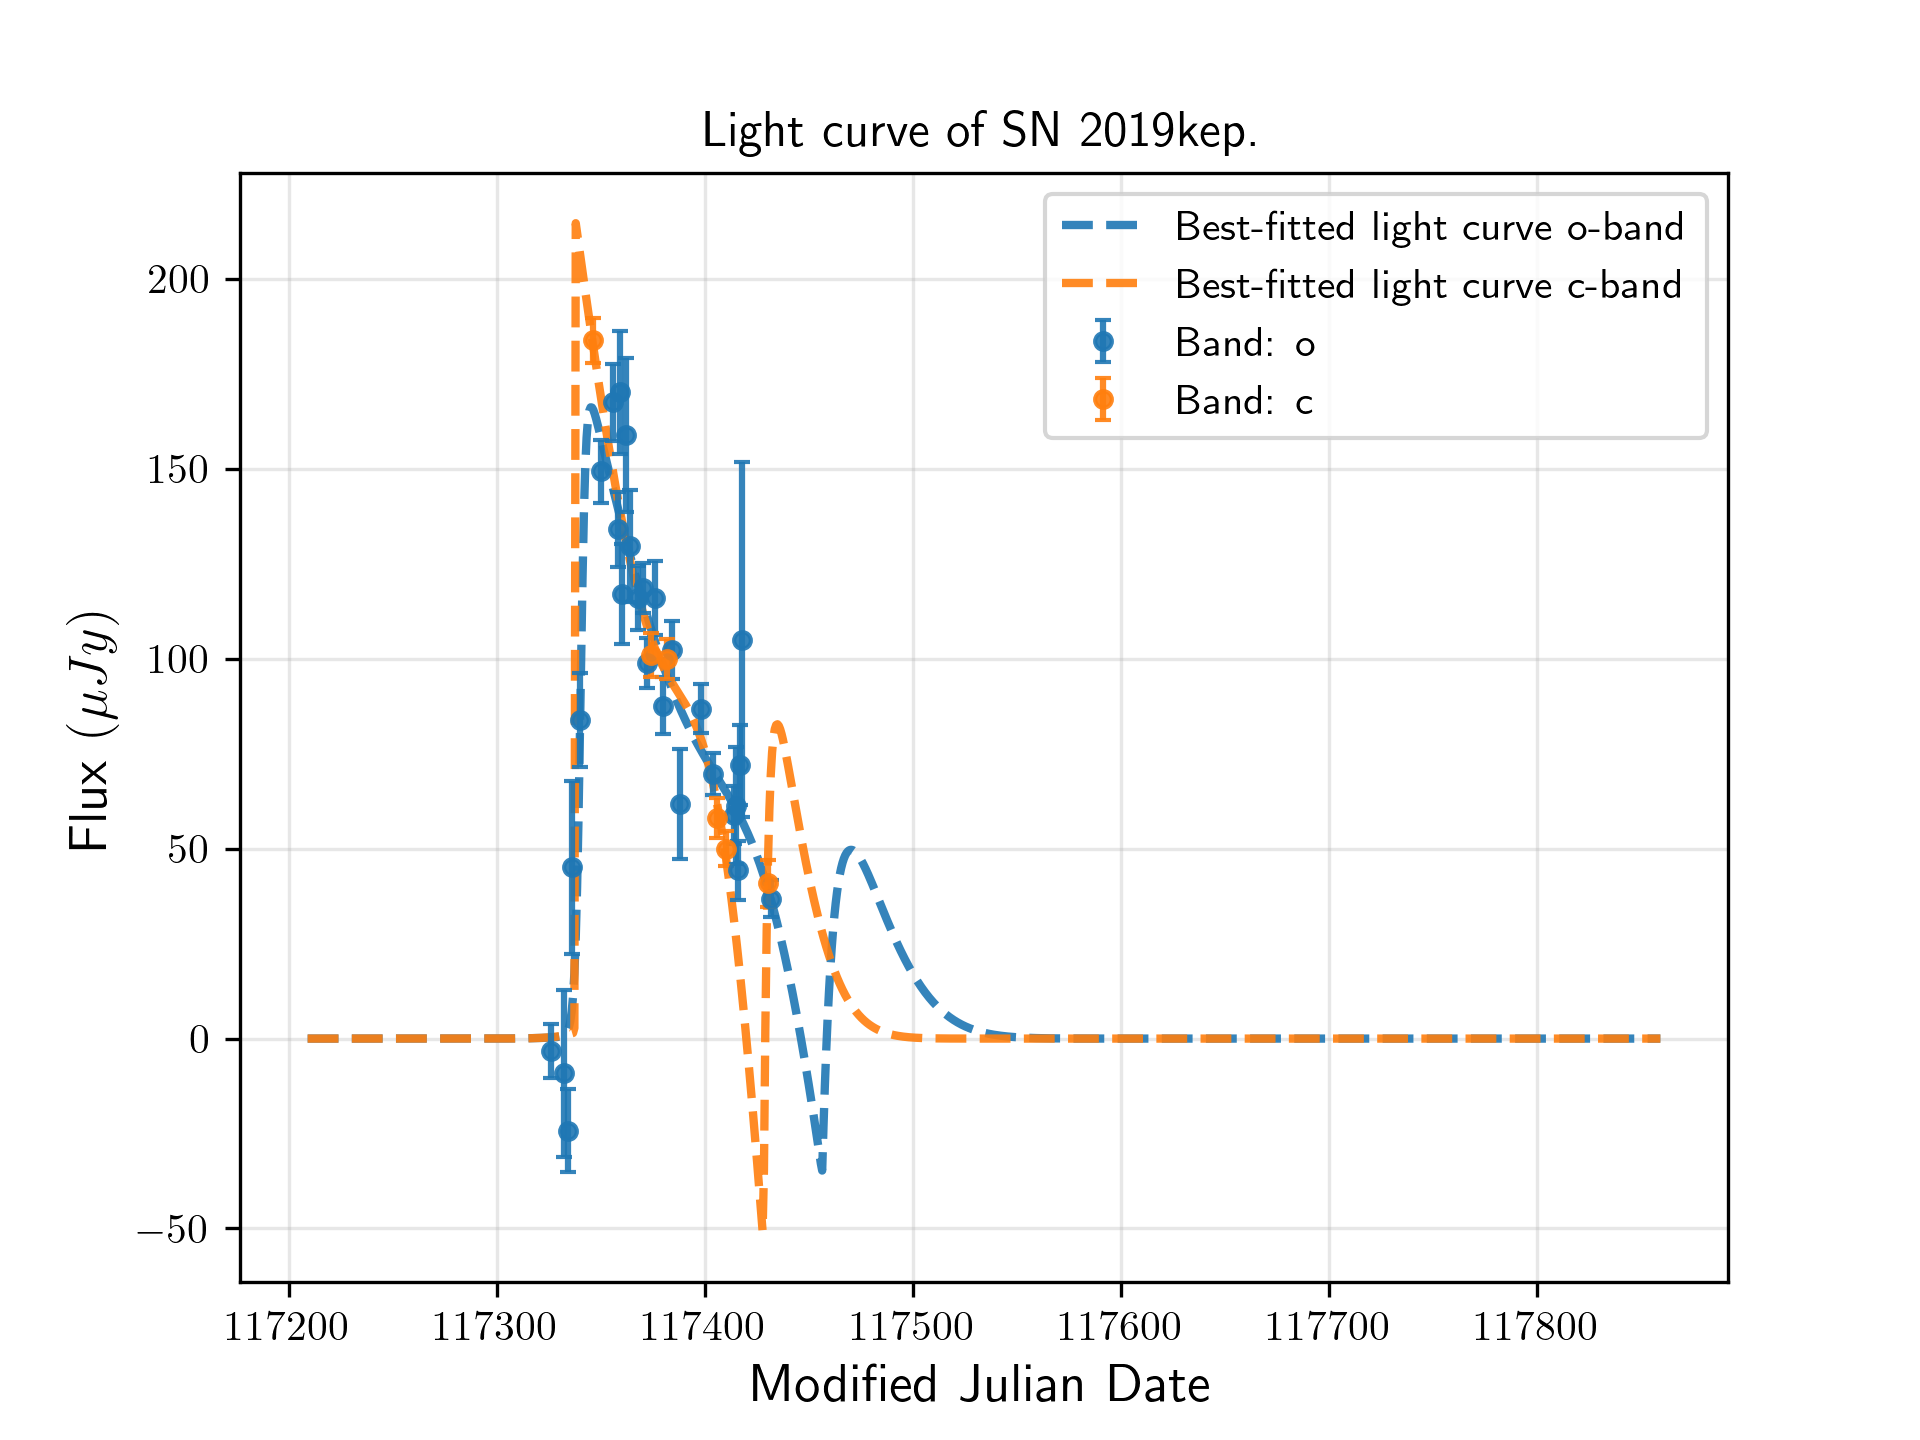 Light curve of SN 2019kep.
Best-fitted light curve o-band
Best-fitted light curve c-band
Band: o
Band: c
Flux (μJy)
200
150
100
50
0
−50
117200 117300 117400 117500 117600 117700 117800
Modified Julian Date